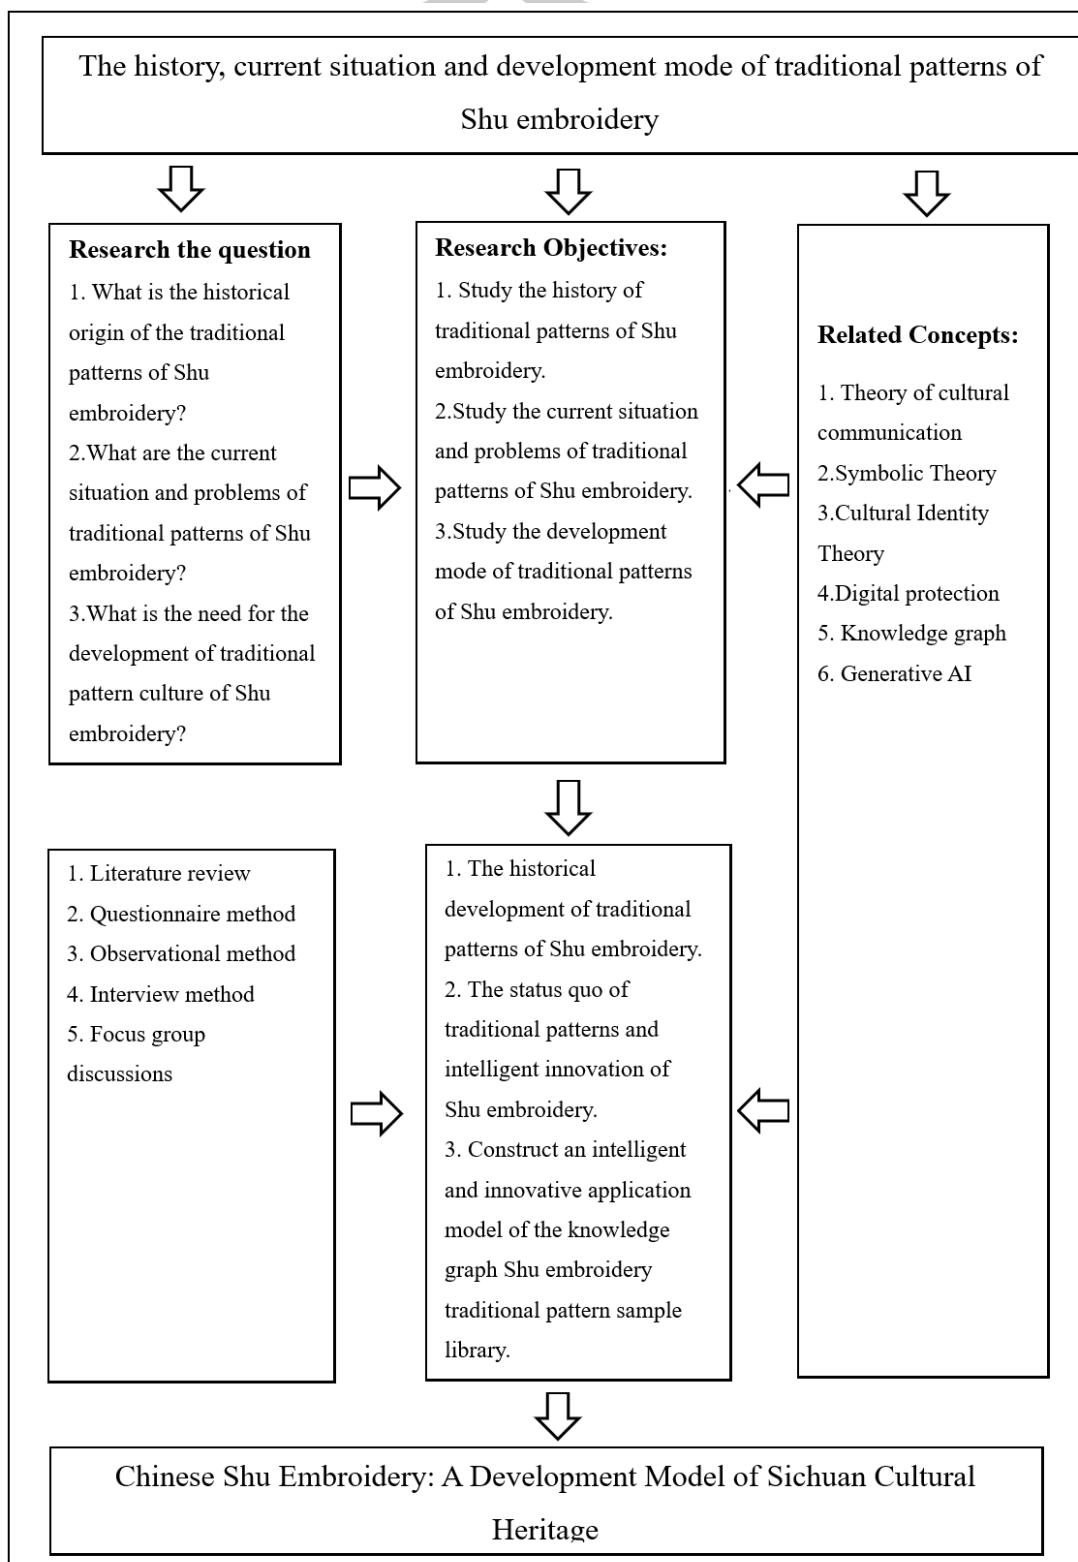 The history, current situation and development mode of traditional patterns of
Shu embroidery
Research the question
1. What is the historical
origin of the traditional
patterns of Shu
embroidery?
2.What are the current
situation and problems of
traditional patterns of Shu
embroidery?
3.What is the need for the
development of traditional
pattern culture of Shu
embroidery?
Research Objectives:
1. Study the history of
traditional patterns of Shu
embroidery.
2.Study the current situation
and problems of traditional
patterns of Shu embroidery.
3.Study the development
mode of traditional patterns
of Shu embroidery.
Related Concepts:
1. Theory of cultural
communication
2.Symbolic Theory
3.Cultural Identity
Theory
4.Digital protection
5. Knowledge graph
6. Generative AI
1. Literature review
2. Questionnaire method
3. Observational method
4. Interview method
5. Focus group
discussions
1. The historical
development of traditional
patterns of Shu embroidery.
2. The status quo of
traditional patterns and
intelligent innovation of
Shu embroidery.
3. Construct an intelligent
and innovative application
model of the knowledge
graph Shu embroidery
traditional pattern sample
library.
Chinese Shu Embroidery: A Development Model of Sichuan Cultural
Heritage